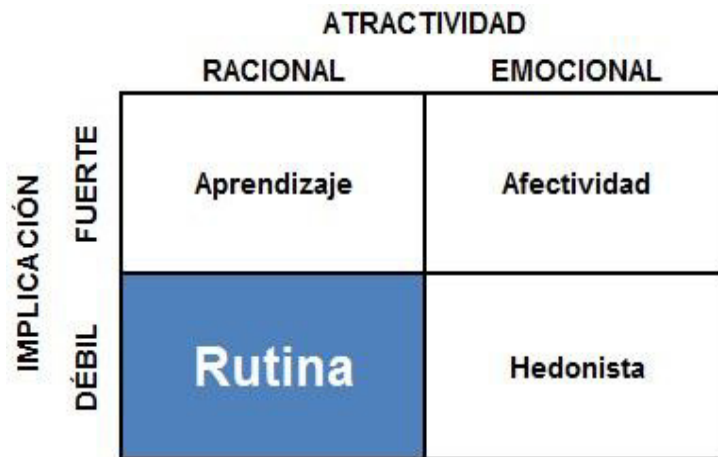 ATRACTIVIDAD
RACIONAL EMOCIONAL
IMPLICACIÓN
FUERTE
Aprendizaje Afectividad
DÉBIL
Rutina Hedonista